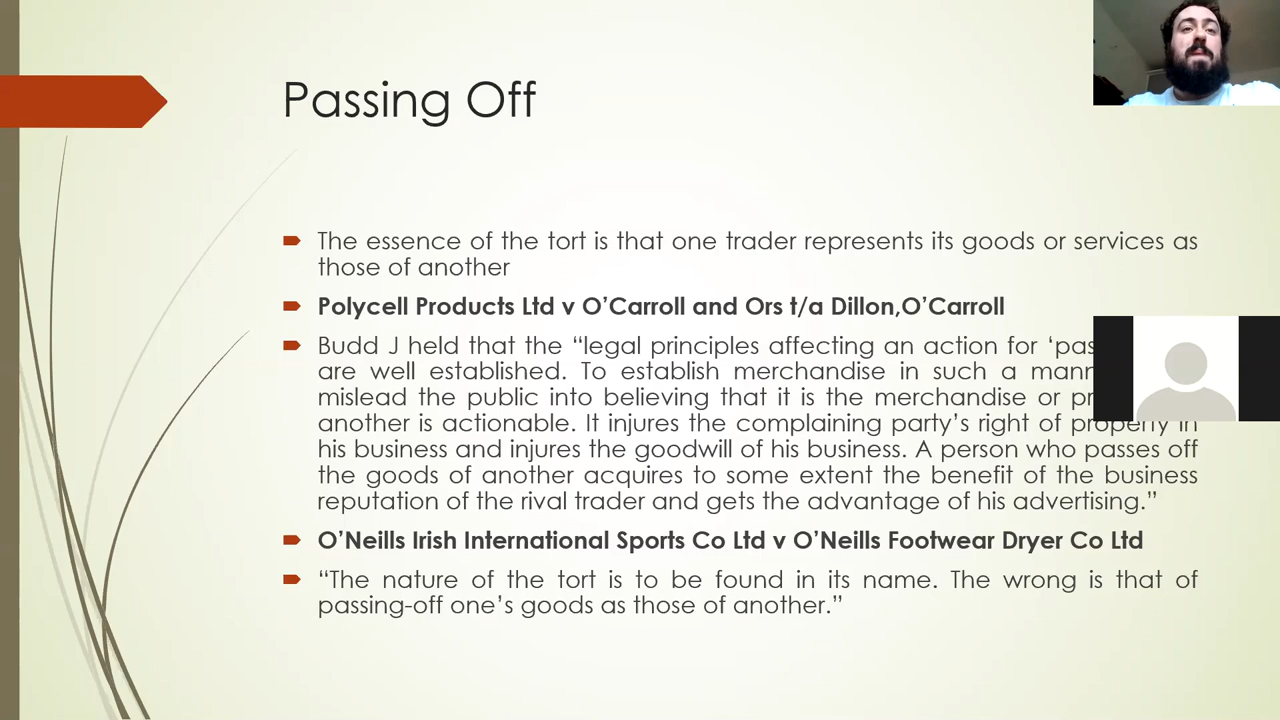 Passing Off
The essence of the tort is that one trader represents its goods or services as
those of another
Polycell Products Ltd v O’Carroll and Ors t/a Dillon,O’Carroll
Budd J held that the “legal principles affecting an action for
are well established. To establish merchandise in such a
mislead the public into believing that it is the merchandise or
another is actionable. It injures the complaining party’s right of property in
his business and injures the goodwill of his business. A person who passes off
the goods of another acquires to some extent the benefit of the business
reputation of the rival trader and gets the advantage of his advertising.”
O’Neills Irish International Sports Co Ltd v O’Neills Footwear Dryer Co Ltd
“The nature of the tort is to be found in its name. The wrong is that of
passing-off one’s goods as those of another.”